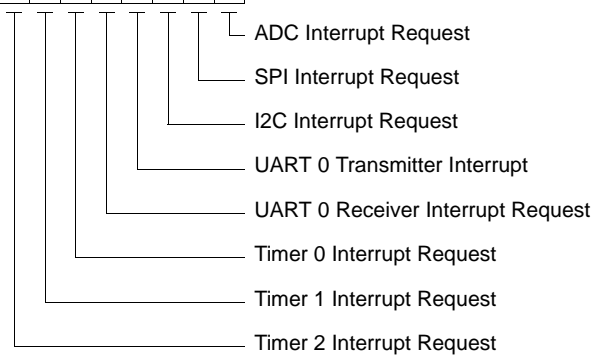 ADC Interrupt Request
SPI Interrupt Request
I2C Interrupt Request
UART 0 Transmitter Interrupt
UART 0 Receiver Interrupt Request
Timer 0 Interrupt Request
Timer 1 Interrupt Request
Timer 2 Interrupt Request